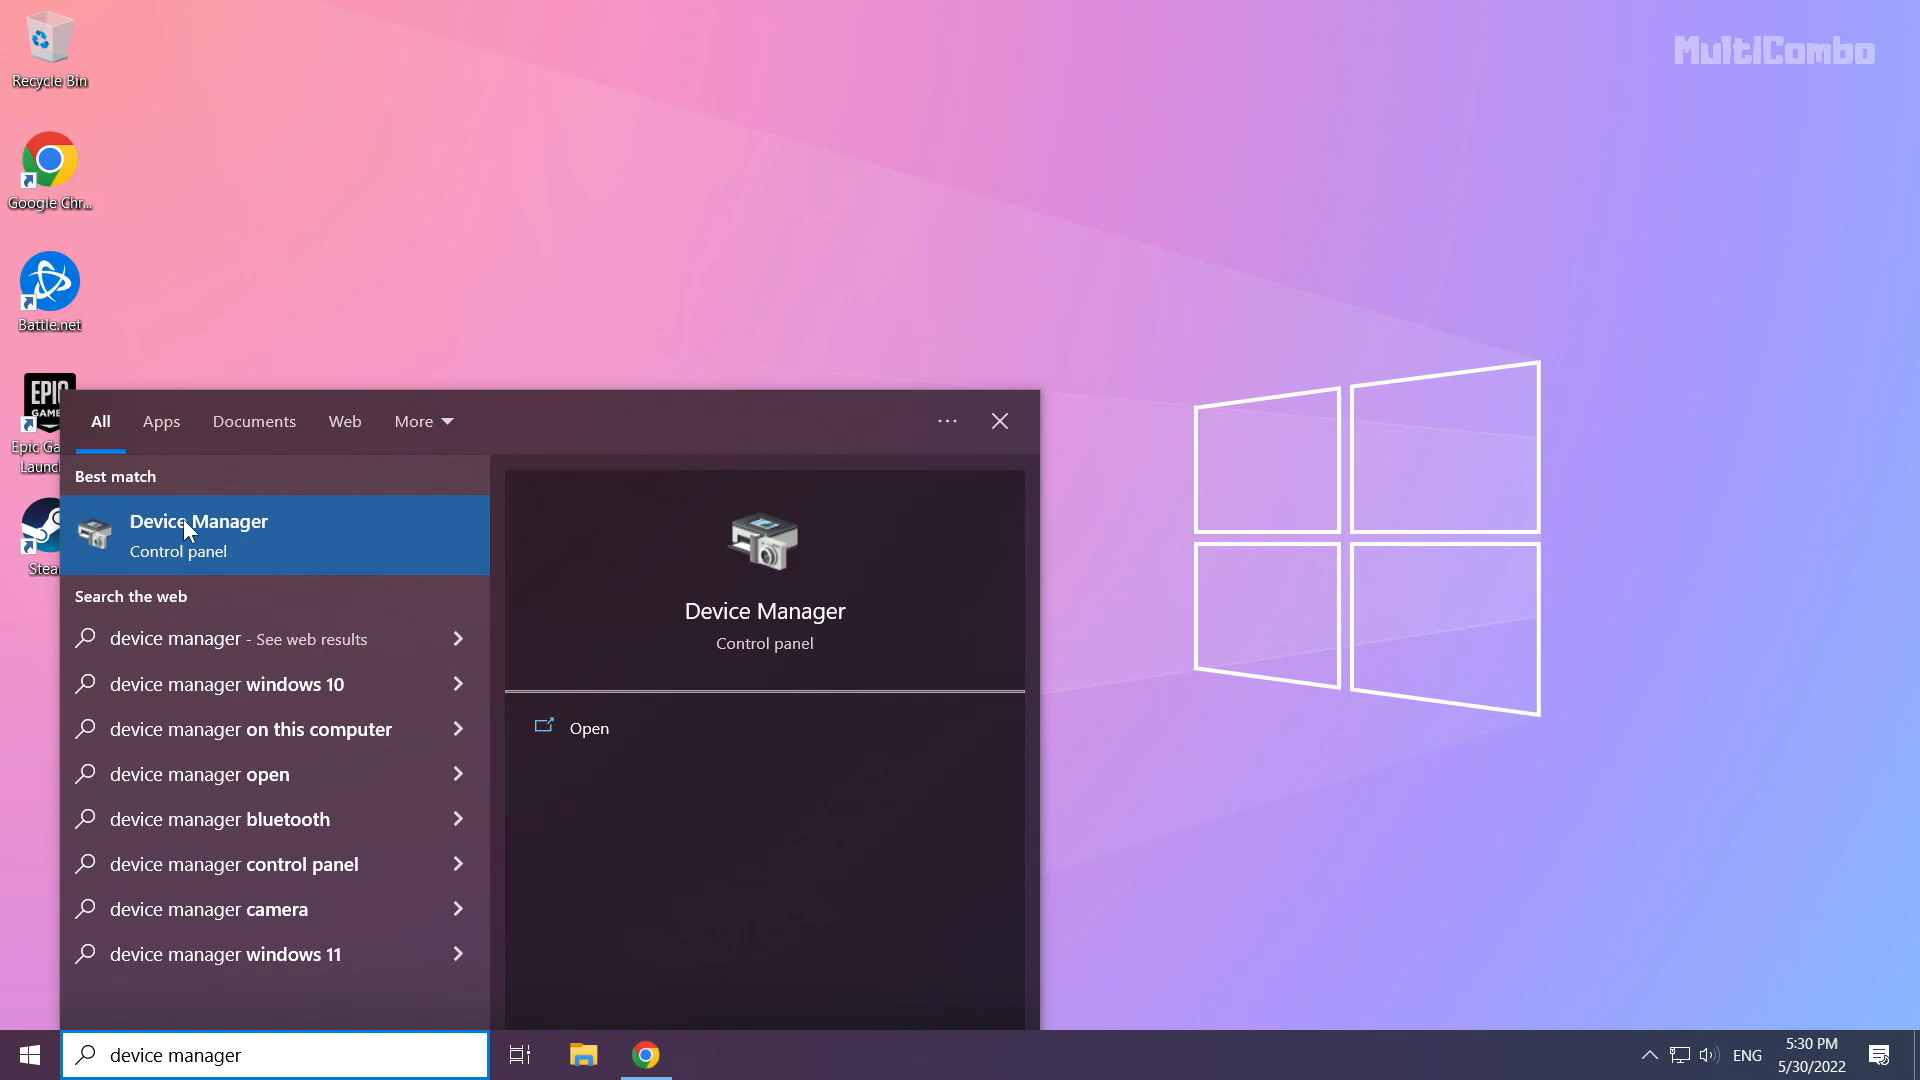 Recycle Bin
MultiCombo
Google Chr...
Battle.net
EPIC
GAME
Epic Ga
Launc
Stea
All Apps Documents Web More ...
Best match
Device Manager
Control panel
Search the web
device manager - See web results
device manager windows 10
device manager on this computer
device manager open
device manager bluetooth
device manager control panel
device manager camera
device manager windows 11
Device Manager
Control panel
Open
device manager
ENG
5:30 PM
5/30/2022